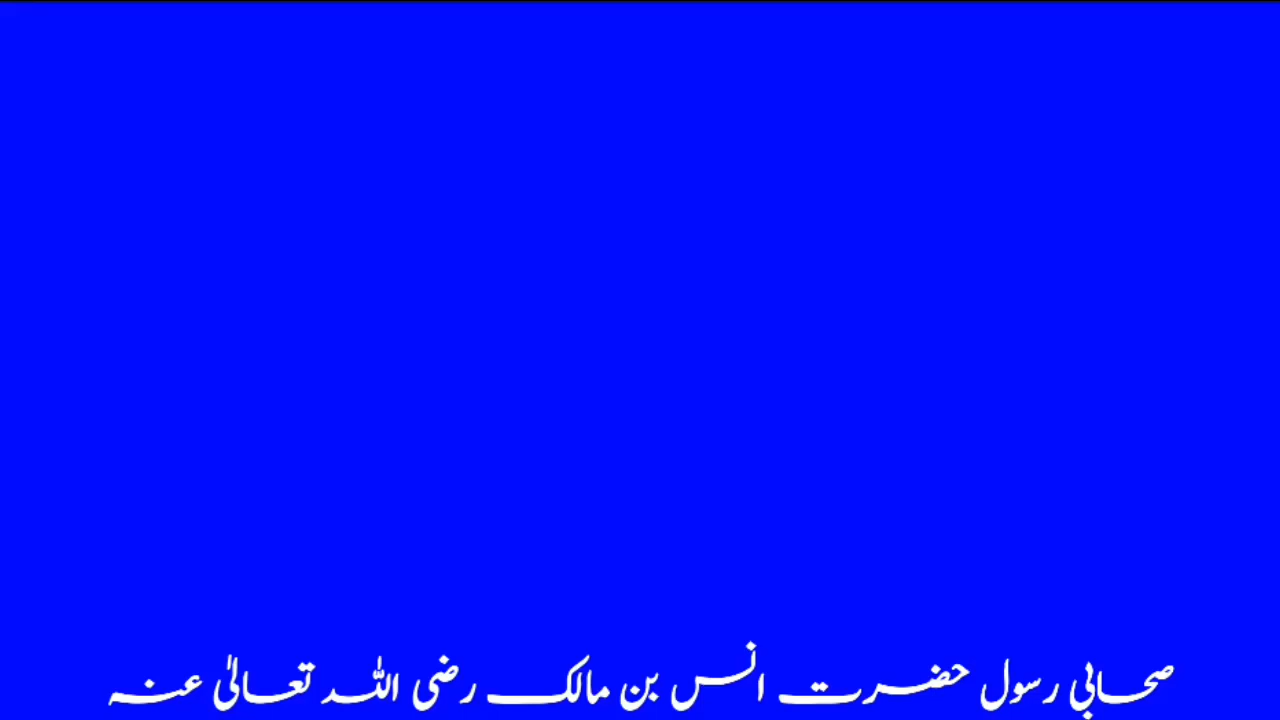 صحابی رسول حضرت انس بن مالک رضی اللہ تعالیٰ عنہ